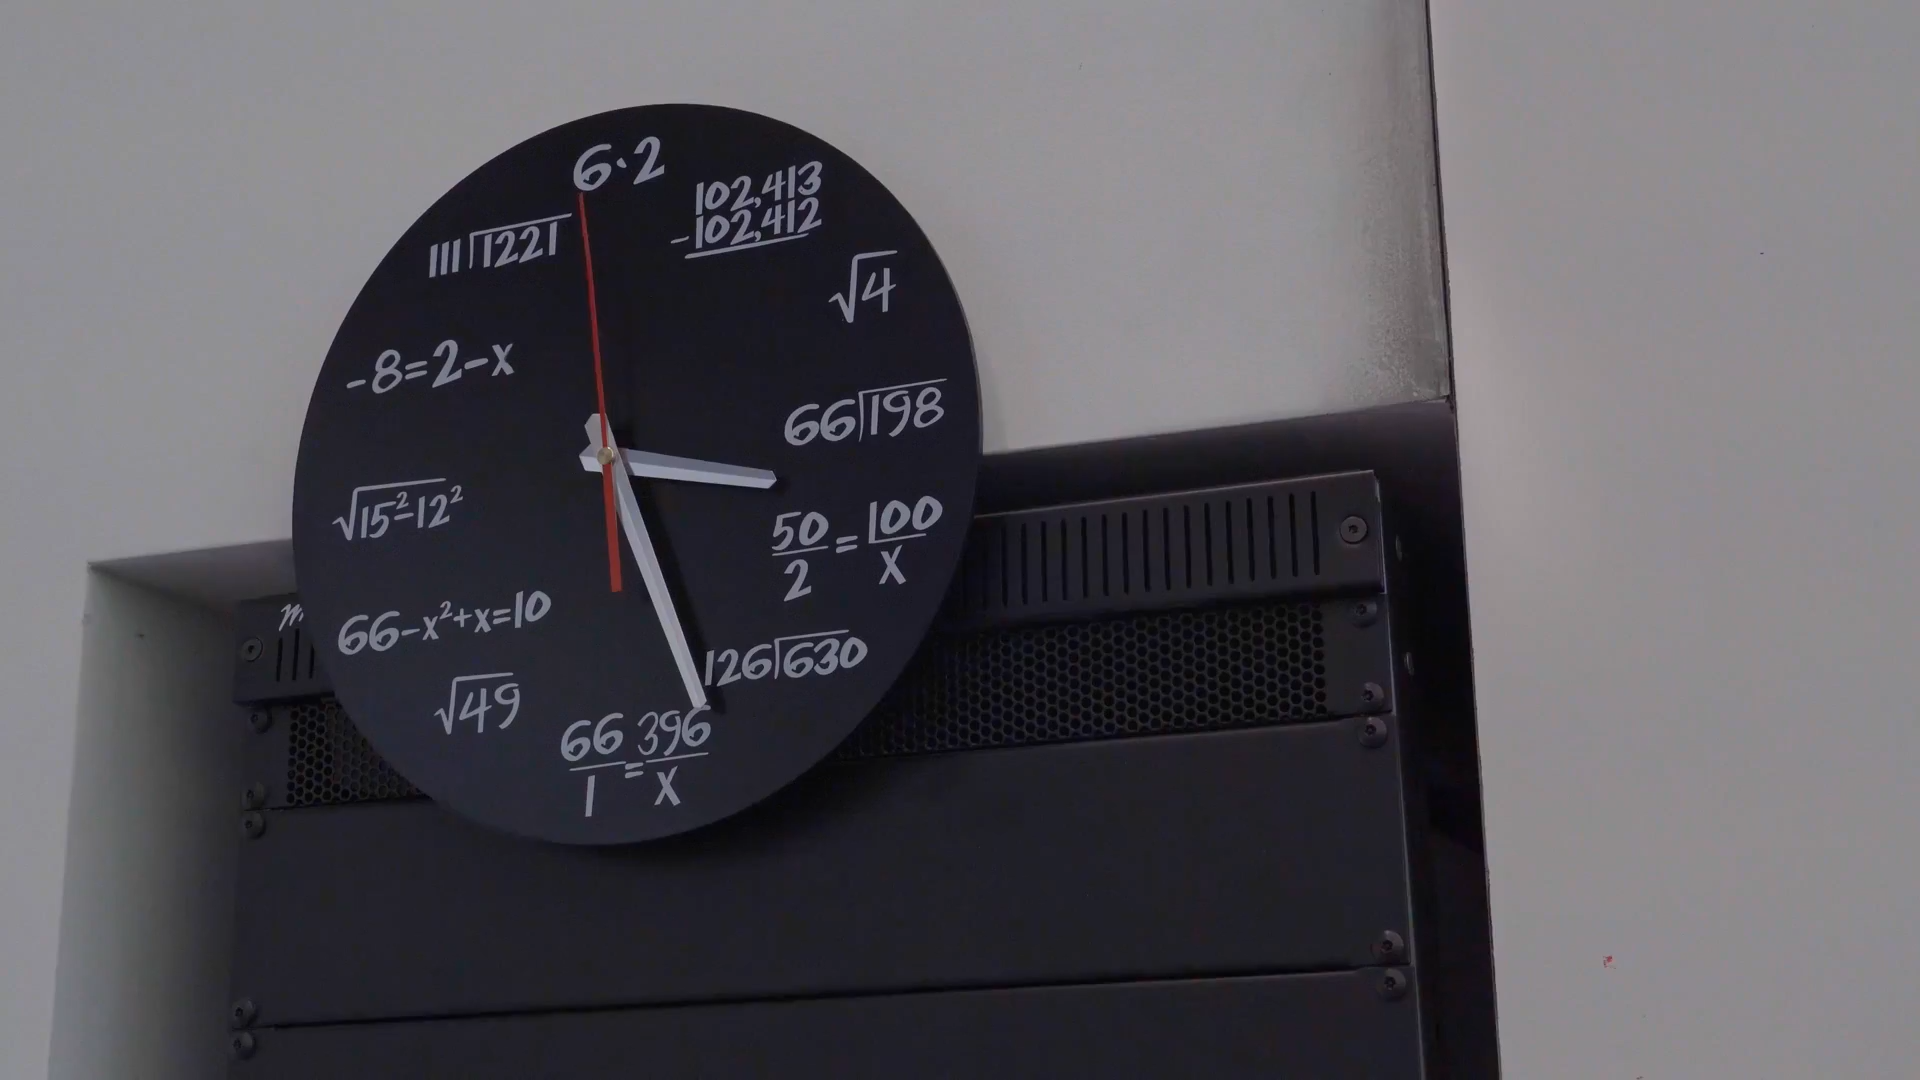 6·2
102,413
-102,412
√4
66⟌198
50/2 = 100/x
126⟌630
66/1 = 396/x
√49
66-x²+x=10
√15²-12²
-8=2-x
111⟌1221